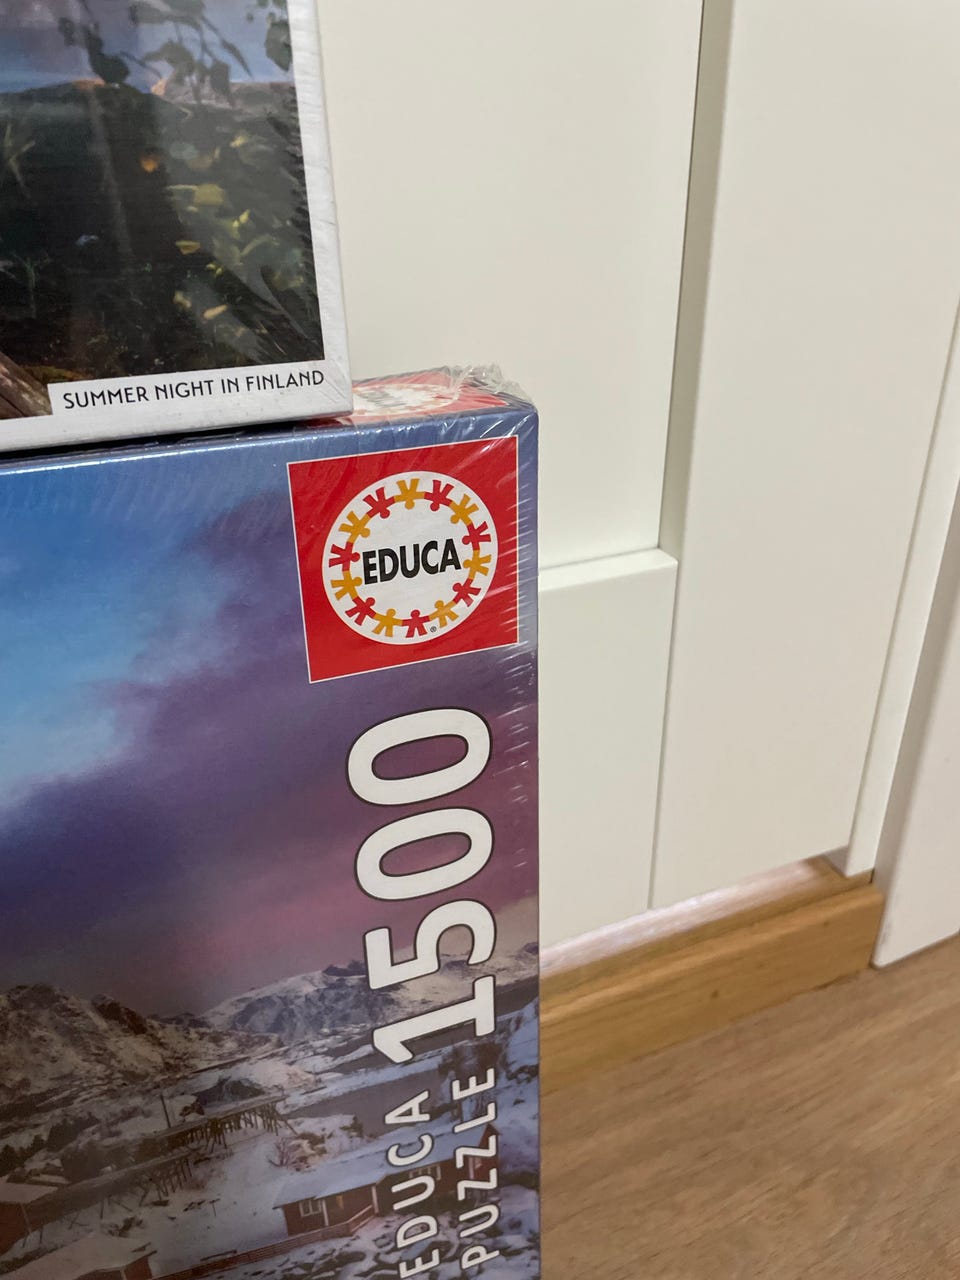 SUMMER NIGHT IN FINLAND
EDUCA
®
1500
EDUCA
PUZZLE